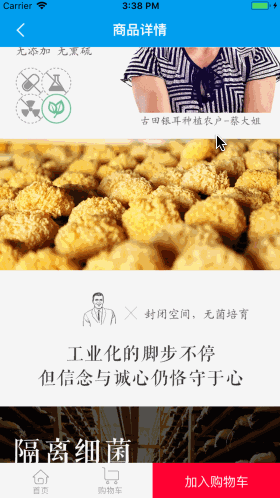 Carrier
3:38 PM
商品详情
无添加 无熏硫
古田银耳种植农户-蔡大姐
封闭空间，无菌培育
工业化的脚步不停
但信念与诚心仍恪守于心
隔离细菌
首页
购物车
加入购物车